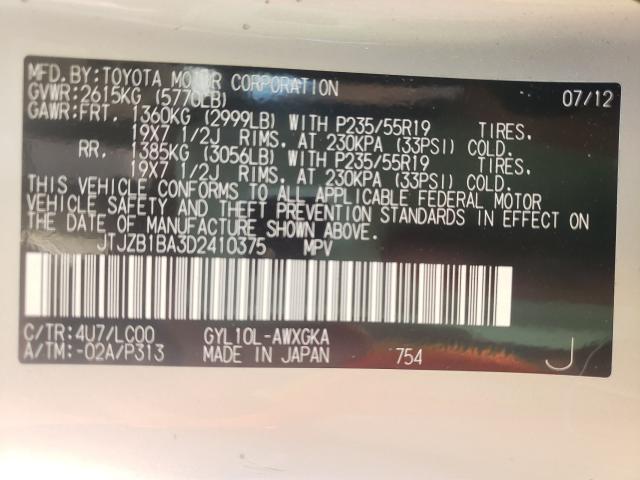 MFD.BY:TOYOTA MOTOR CORPORATION 07/12
GVWR:2615KG (5770LB)
GAWR:FRT. 1360KG (2999LB) WITH P235/55R19 TIRES.
19X7 1/2J RIMS. AT 230KPA (33PSI) COLD.
RR. 1385KG (3056LB) WITH P235/55R19 TIRES.
19X7 1/2J RIMS. AT 230KPA (33PSI) COLD.
THIS VEHICLE CONFORMS TO ALL APPLICABLE FEDERAL MOTOR
VEHICLE SAFETY AND THEFT PREVENTION STANDARDS IN EFFECT ON
THE DATE OF MANUFACTURE SHOWN ABOVE.
JTJZB1BA3D2410375 MPV
C/TR:4U7/LC00 GYL10L-AWXGKA
A/TM:-02A/P313 MADE IN JAPAN 754 J